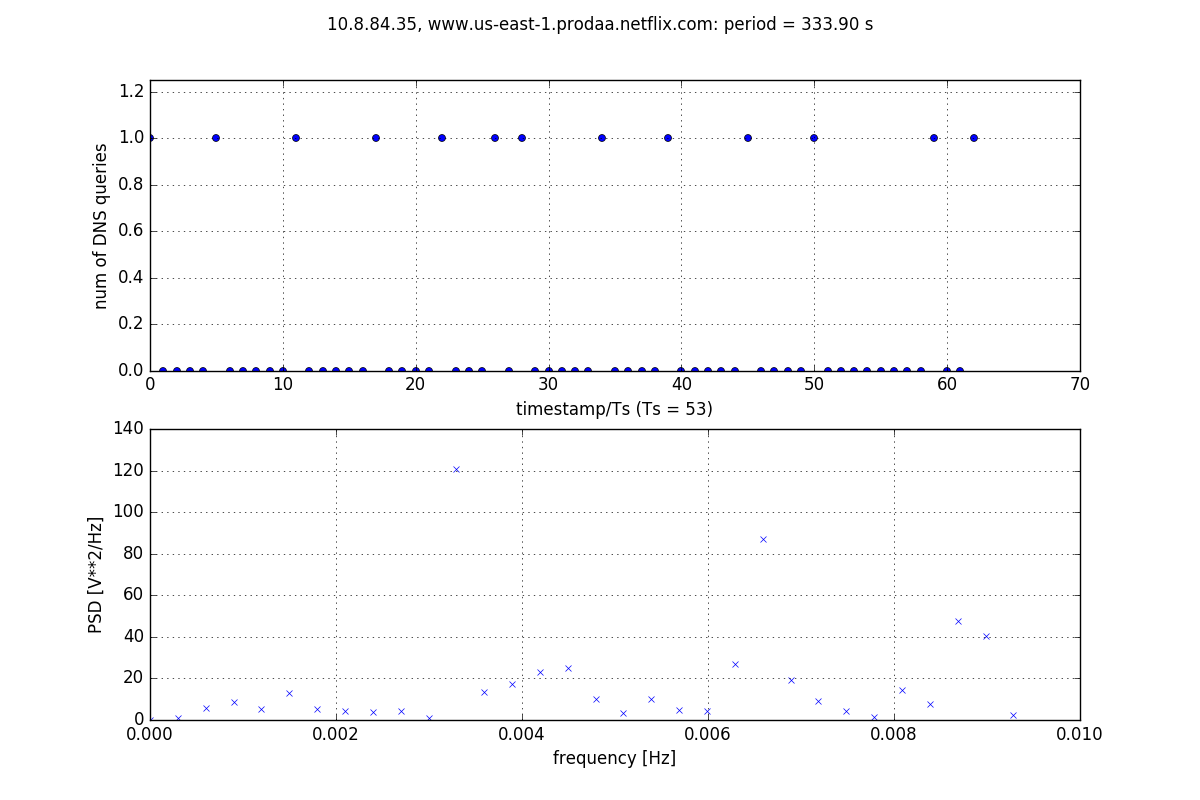 10.8.84.35, www.us-east-1.prodaa.netflix.com: period = 333.90 s
1.2
1.0
0.8
0.6
0.4
0.2
0.0
num of DNS queries
0 10 20 30 40 50 60 70
timestamp/Ts (Ts = 53)
140
120
100
80
60
40
20
0
PSD [V**2/Hz]
0.000 0.002 0.004 0.006 0.008 0.010
frequency [Hz]